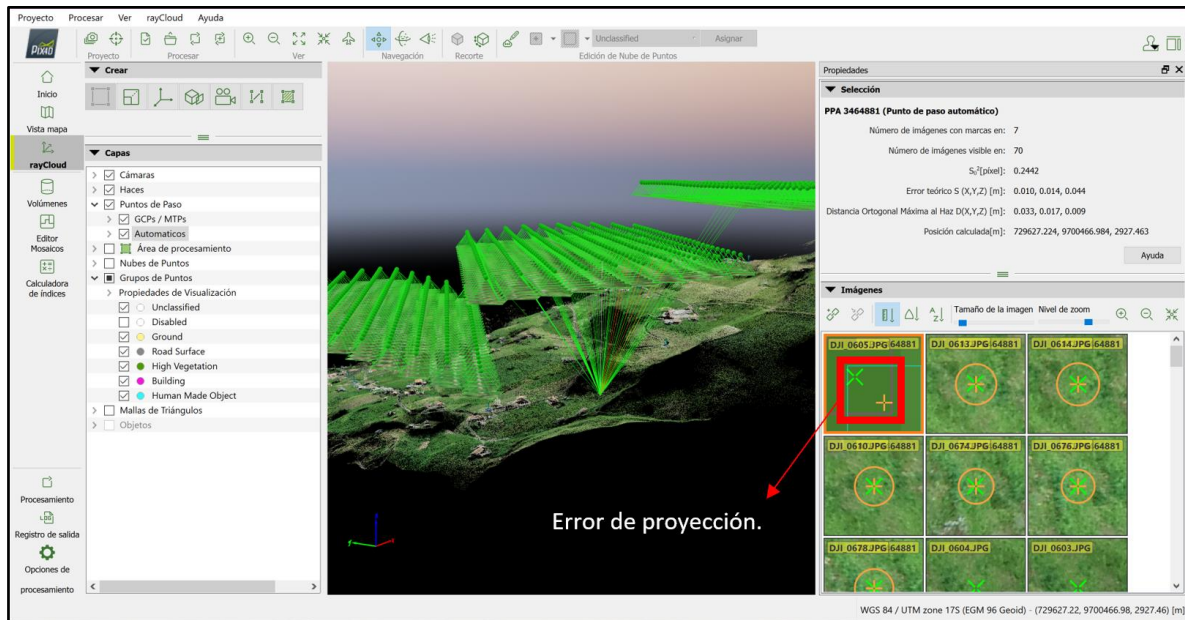 Proyecto Procesar Ver rayCloud Ayuda
PIX4D
Proyecto Procesar Ver Navegación Recorte Edición de Nube de Puntos
Unclassified Asignar
Inicio
Vista mapa
rayCloud
Volúmenes
Editor
Mosaicos
Calculadora
de índices
Procesamiento
Registro de salida
Opciones de
procesamiento
Crear
Capas
Cámaras
Haces
Puntos de Paso
GCPs / MTPs
Automaticos
Área de procesamiento
Nubes de Puntos
Grupos de Puntos
Propiedades de Visualización
Unclassified
Disabled
Ground
Road Surface
High Vegetation
Building
Human Made Object
Mallas de Triángulos
Objetos
Error de proyección.
Propiedades
Selección
PPA 3464881 (Punto de paso automático)
Número de imágenes con marcas en: 7
Número de imágenes visible en: 70
S₀²[píxel]: 0.2442
Error teórico S (X,Y,Z) [m]: 0.010, 0.014, 0.044
Distancia Ortogonal Máxima al Haz D(X,Y,Z) [m]: 0.033, 0.017, 0.009
Posición calculada[m]: 729627.224, 9700466.984, 2927.463
Ayuda
Imágenes
Tamaño de la imagen Nivel de zoom
DJI_0605.JPG 64881 DJI_0613.JPG 64881 DJI_0614.JPG 64881
DJI_0610.JPG 64881 DJI_0674.JPG 64881 DJI_0676.JPG 64881
DJI_0678.JPG 64881 DJI_0604.JPG DJI_0603.JPG
WGS 84 / UTM zone 17S (EGM 96 Geoid) - (729627.22, 9700466.98, 2927.46) [m]